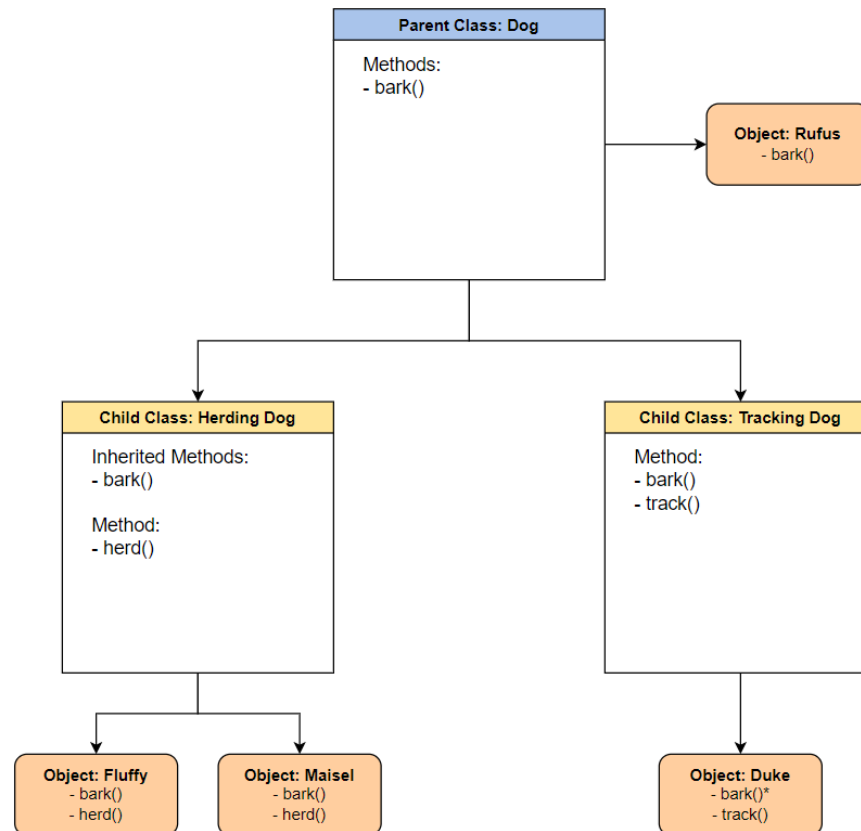 Parent Class: Dog
Methods:
- bark()
Object: Rufus
- bark()
Child Class: Herding Dog
Inherited Methods:
- bark()
Method:
- herd()
Child Class: Tracking Dog
Method:
- bark()
- track()
Object: Fluffy
- bark()
- herd()
Object: Maisel
- bark()
- herd()
Object: Duke
- bark()*
- track()